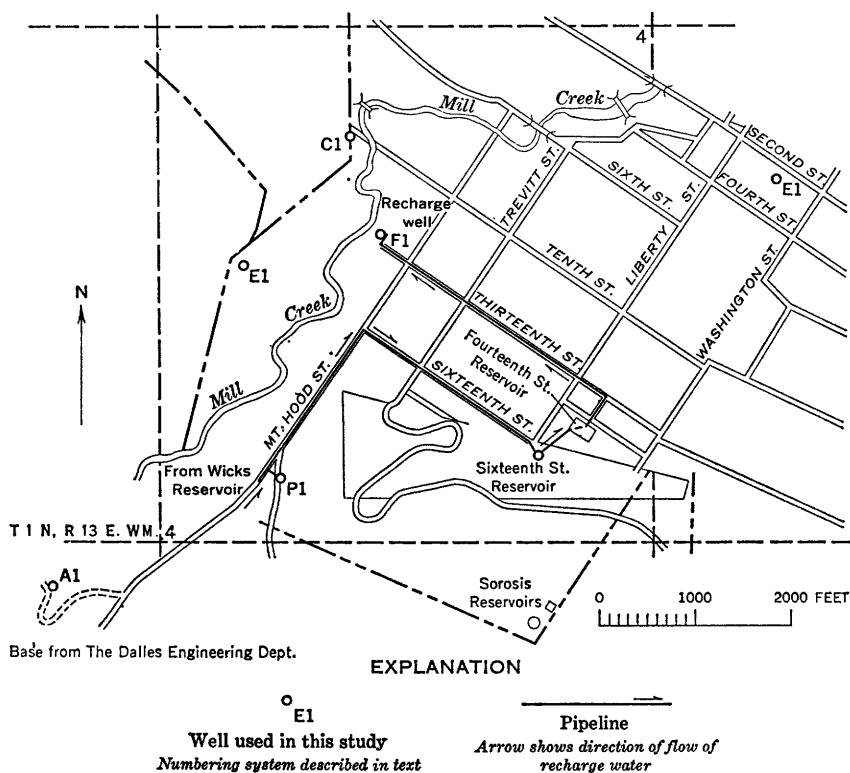 4
Mill
Creek
C1
SECOND ST.
E1
TREVITT ST.
SIXTH ST.
FOURTH ST.
LIBERTY ST.
Recharge
well
F1
E1
TENTH ST.
WASHINGTON ST.
N
Creek
THIRTEENTH ST.
Fourteenth St.
Reservoir
Mill
MT. HOOD ST.
SIXTEENTH ST.
From Wicks
Reservoir
P1
Sixteenth St.
Reservoir
T 1 N, R 13 E. WM. 4
A1
Sorosis
Reservoirs
0 1000 2000 FEET
Base from The Dalles Engineering Dept.
EXPLANATION
E1
Well used in this study
Numbering system described in text
Pipeline
Arrow shows direction of flow of
recharge water